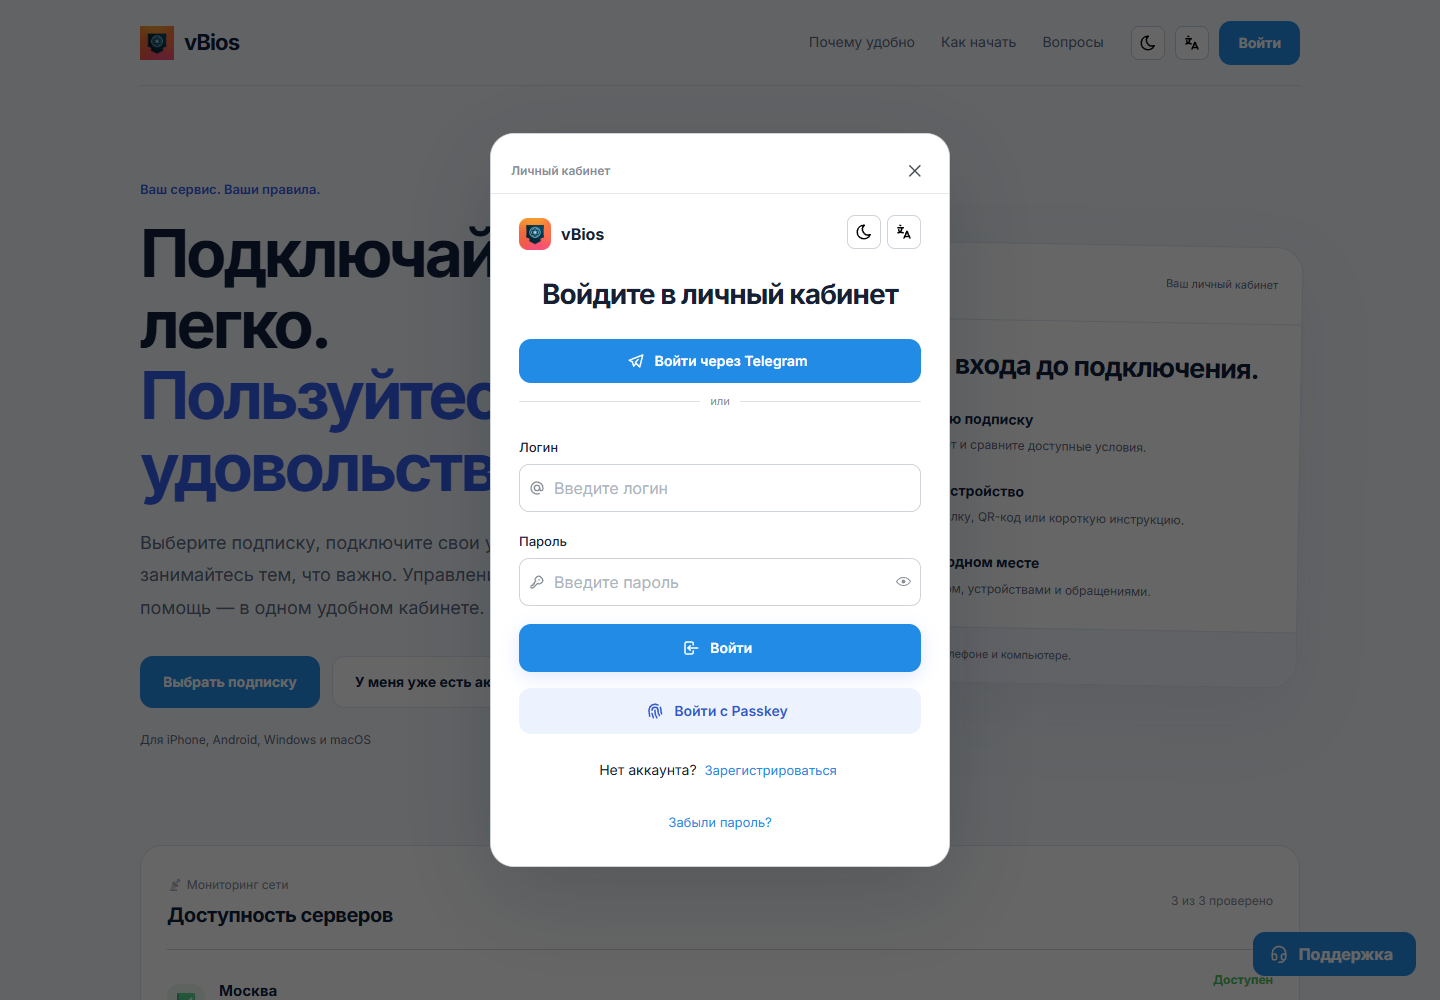 vBios
Почему удобно
Как начать
Вопросы
Войти
Ваш сервис. Ваши правила.
Подключай
легко.
Пользуйтес
удовольств
Выберите подписку, подключите свои у
занимайтесь тем, что важно. Управлени
помощь — в одном удобном кабинете.
Выбрать подписку
У меня уже есть ак
Для iPhone, Android, Windows и macOS
Личный кабинет
vBios
Войдите в личный кабинет
Войти через Telegram
или
Логин
Введите логин
Пароль
Введите пароль
Войти
Войти с Passkey
Нет аккаунта? Зарегистрироваться
Забыли пароль?
Ваш личный кабинет
входа до подключения.
ю подписку
т и сравните доступные условия.
стройство
лку, QR-код или короткую инструкцию.
одном месте
м, устройствами и обращениями.
лефоне и компьютере.
Мониторинг сети
Доступность серверов
3 из 3 проверено
Москва
Доступен
Поддержка